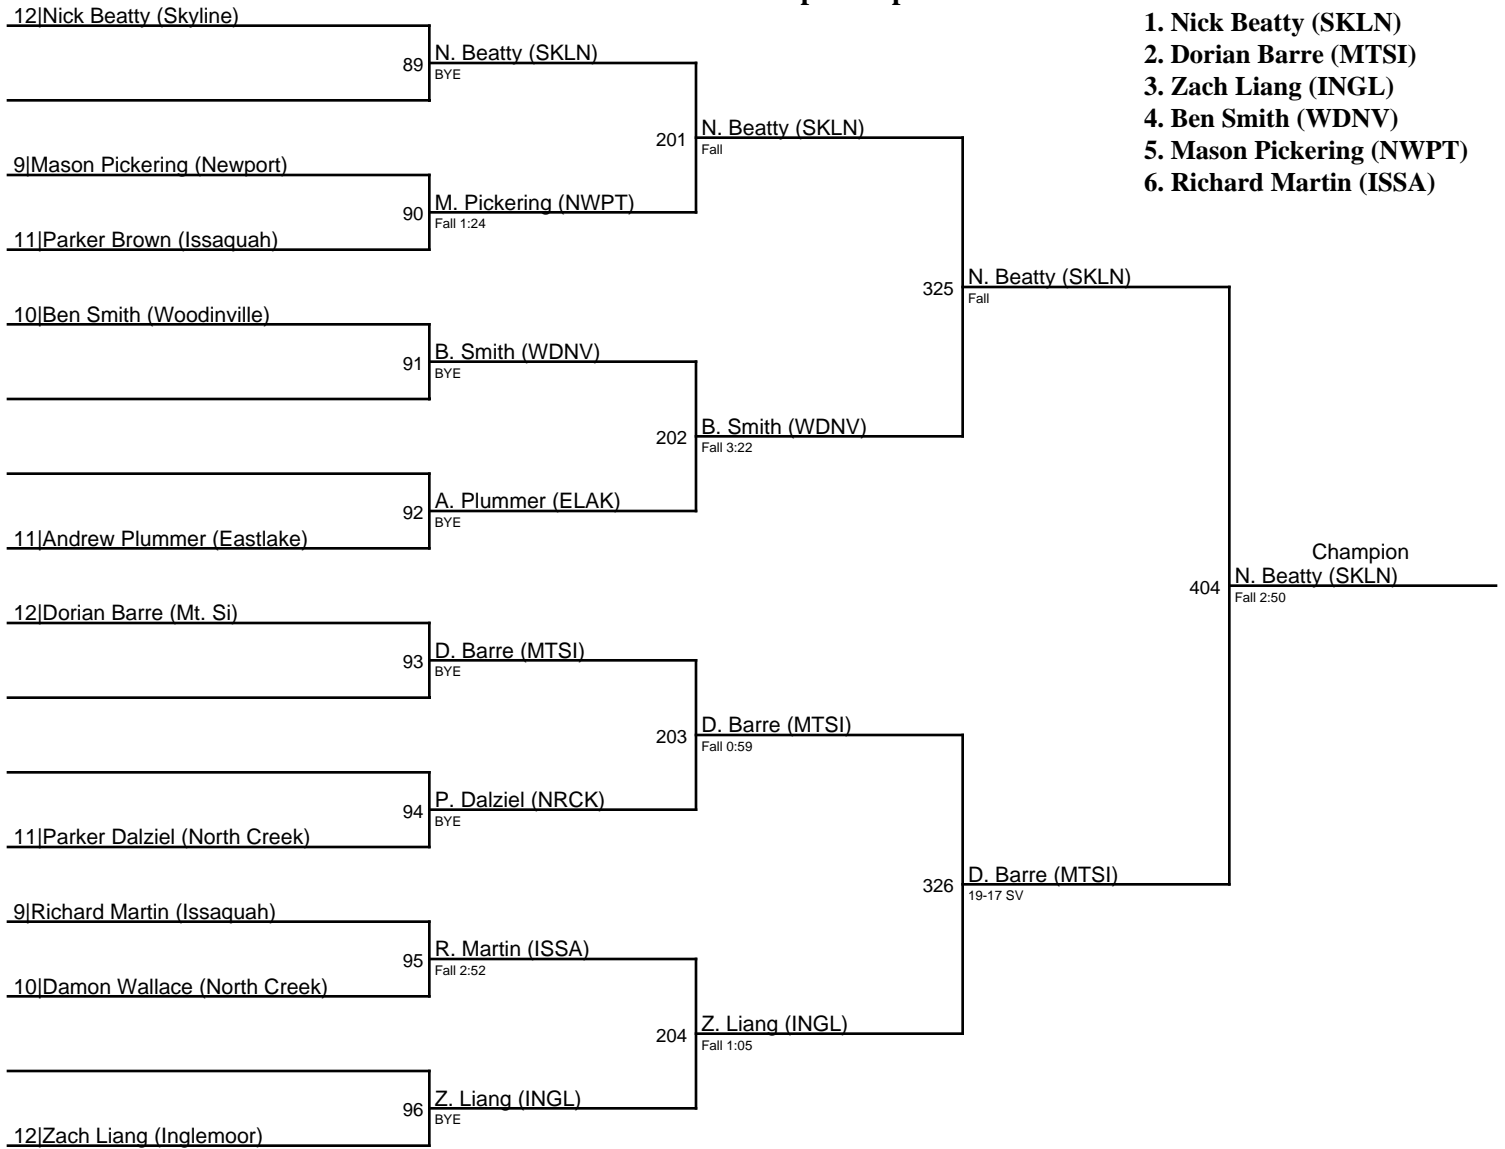 12|Nick Beatty (Skyline)
89
N. Beatty (SKLN)
BYE
9|Mason Pickering (Newport)
90
M. Pickering (NWPT)
Fall 1:24
11|Parker Brown (Issaquah)
201
N. Beatty (SKLN)
Fall
10|Ben Smith (Woodinville)
91
B. Smith (WDNV)
BYE
92
A. Plummer (ELAK)
BYE
11|Andrew Plummer (Eastlake)
202
B. Smith (WDNV)
Fall 3:22
325
N. Beatty (SKLN)
Fall
12|Dorian Barre (Mt. Si)
93
D. Barre (MTSI)
BYE
94
P. Dalziel (NRCK)
BYE
11|Parker Dalziel (North Creek)
203
D. Barre (MTSI)
Fall 0:59
9|Richard Martin (Issaquah)
95
R. Martin (ISSA)
Fall 2:52
10|Damon Wallace (North Creek)
96
Z. Liang (INGL)
BYE
12|Zach Liang (Inglemoor)
204
Z. Liang (INGL)
Fall 1:05
326
D. Barre (MTSI)
19-17 SV
404
Champion
N. Beatty (SKLN)
Fall 2:50
1. Nick Beatty (SKLN)
2. Dorian Barre (MTSI)
3. Zach Liang (INGL)
4. Ben Smith (WDNV)
5. Mason Pickering (NWPT)
6. Richard Martin (ISSA)